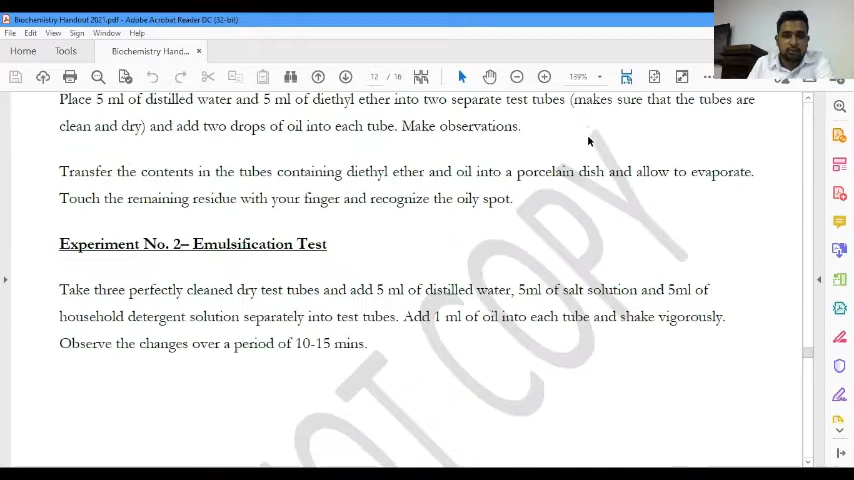 Biochemistry Handout 2021.pdf - Adobe Acrobat Reader DC (32-bit)
File Edit View Sign Window Help
Home Tools Biochemistry Hand... ×
12 / 16 139%
Place 5 ml of distilled water and 5 ml of diethyl ether into two separate test tubes (makes sure that the tubes are
clean and dry) and add two drops of oil into each tube. Make observations.
Transfer the contents in the tubes containing diethyl ether and oil into a porcelain dish and allow to evaporate.
Touch the remaining residue with your finger and recognize the oily spot.
Experiment No. 2– Emulsification Test
Take three perfectly cleaned dry test tubes and add 5 ml of distilled water, 5ml of salt solution and 5ml of
household detergent solution separately into test tubes. Add 1 ml of oil into each tube and shake vigorously.
Observe the changes over a period of 10-15 mins.
OT COPY